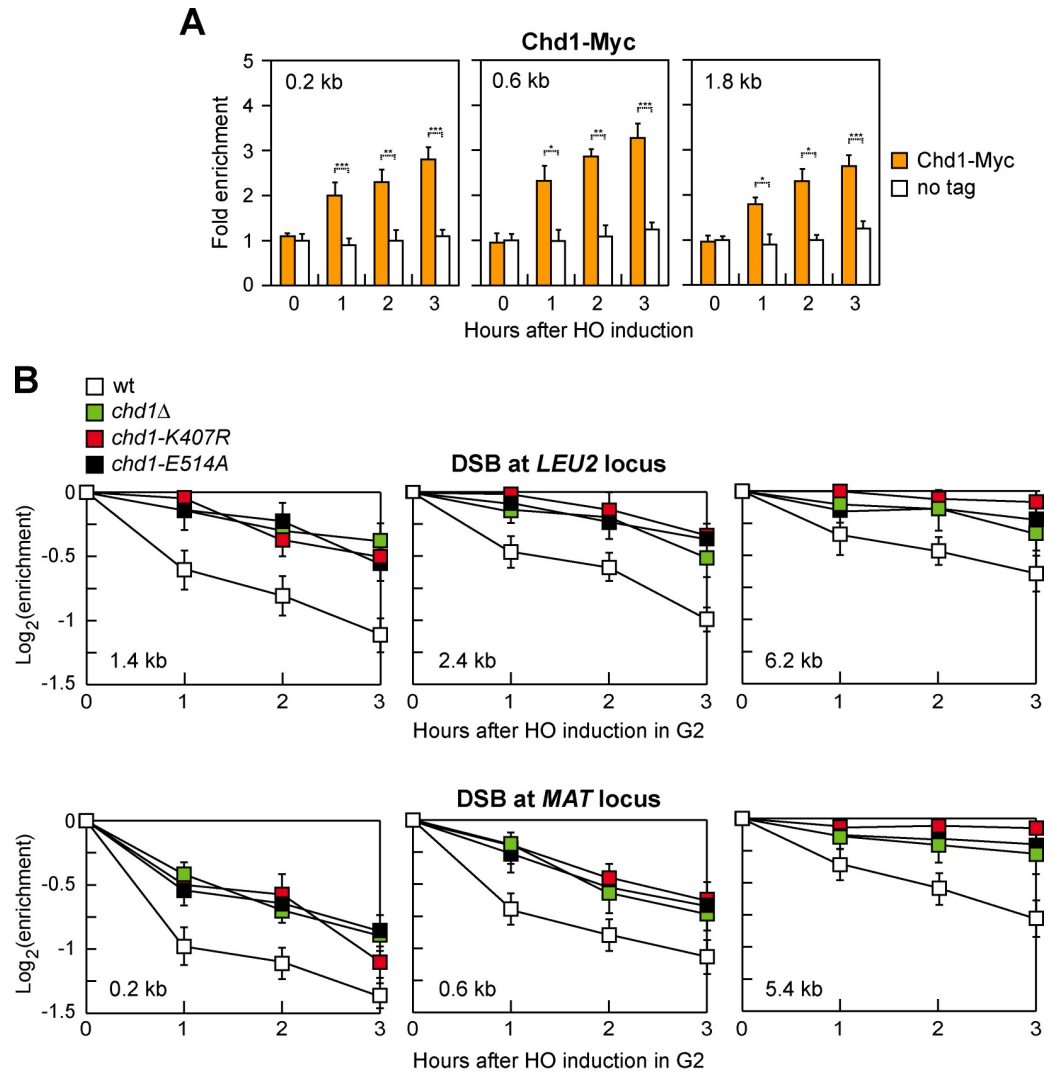 A
Chd1-Myc
Fold enrichment
5
4
3
2
1
0
0.2 kb
0.6 kb
1.8 kb
*** ** ***
* ** ***
* * ***
Chd1-Myc
no tag
0 1 2 3
0 1 2 3
0 1 2 3
Hours after HO induction
B
wt
chd1Δ
chd1-K407R
chd1-E514A
DSB at LEU2 locus
Log2(enrichment)
0
-0.5
-1
-1.5
1.4 kb
2.4 kb
6.2 kb
0 1 2 3
0 1 2 3
0 1 2 3
Hours after HO induction in G2
DSB at MAT locus
Log2(enrichment)
0
-0.5
-1
-1.5
0.2 kb
0.6 kb
5.4 kb
0 1 2 3
0 1 2 3
0 1 2 3
Hours after HO induction in G2